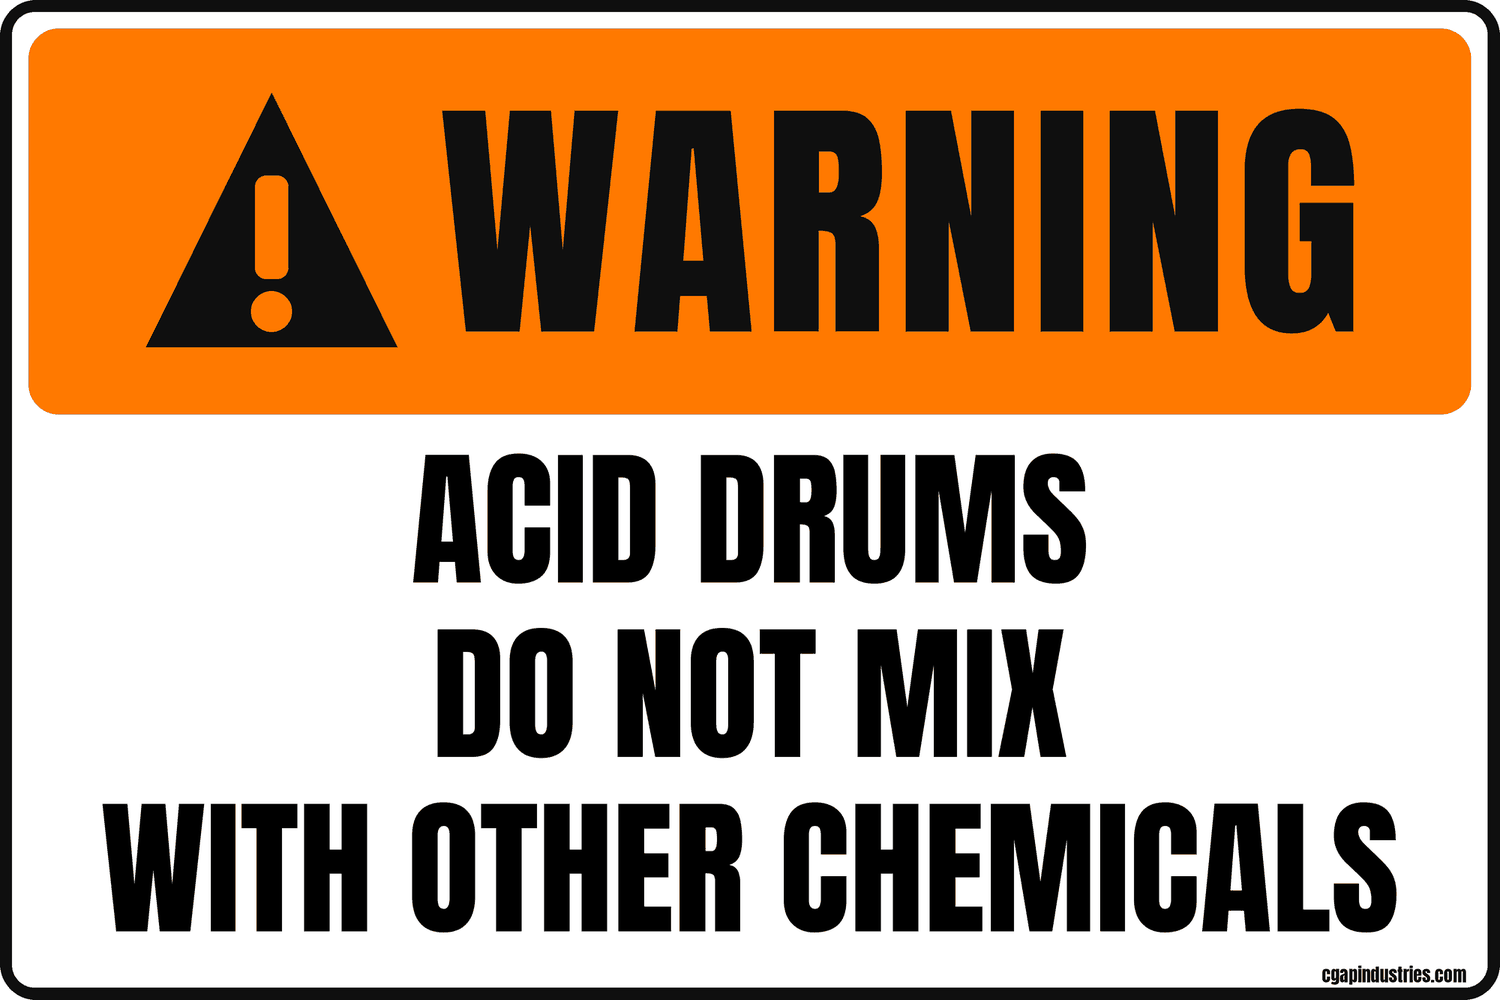 WARNING
ACID DRUMS
DO NOT MIX
WITH OTHER CHEMICALS
cgapindustries.com